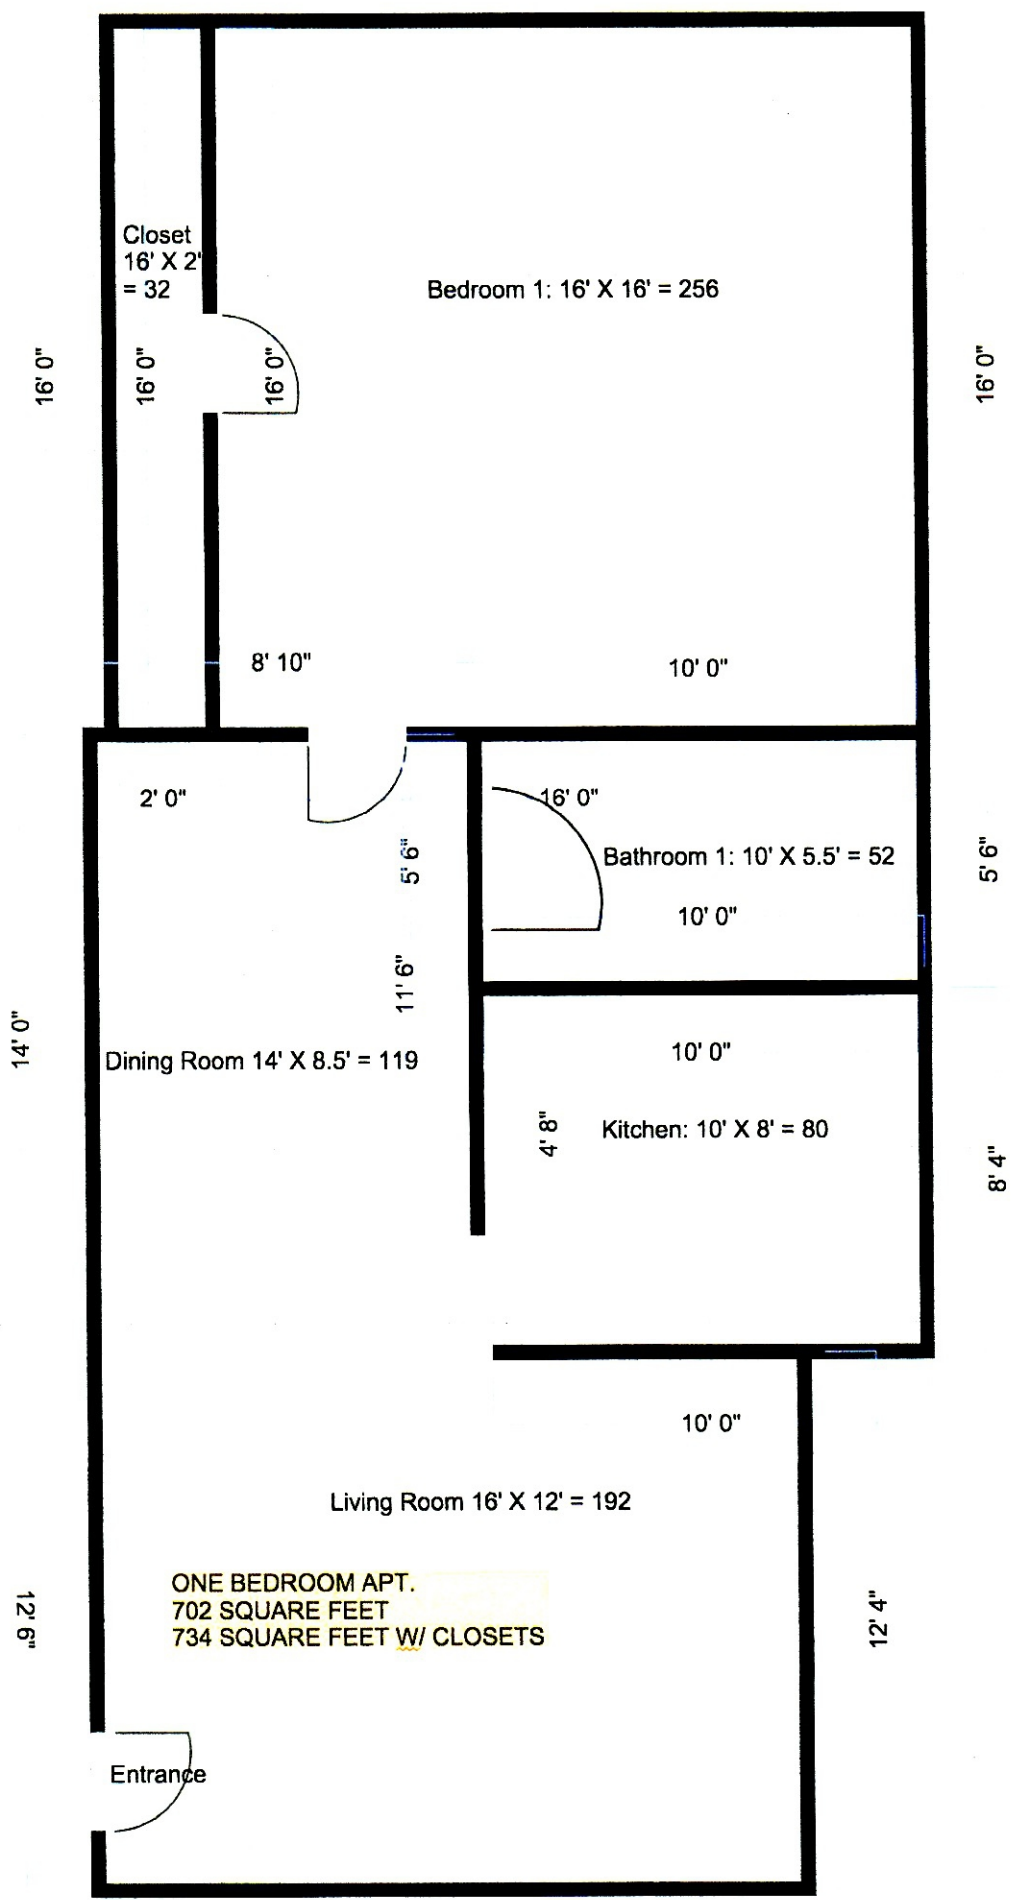 Closet
16' X 2'
= 32
Bedroom 1: 16' X 16' = 256
16' 0"
16' 0"
16' 0"
16' 0"
8' 10"
10' 0"
2' 0"
16' 0"
5' 6"
Bathroom 1: 10' X 5.5' = 52
5' 6"
10' 0"
11' 6"
14' 0"
Dining Room 14' X 8.5' = 119
10' 0"
4' 8"
Kitchen: 10' X 8' = 80
8' 4"
10' 0"
Living Room 16' X 12' = 192
ONE BEDROOM APT.
702 SQUARE FEET
734 SQUARE FEET W/ CLOSETS
12' 6"
12' 4"
Entrance